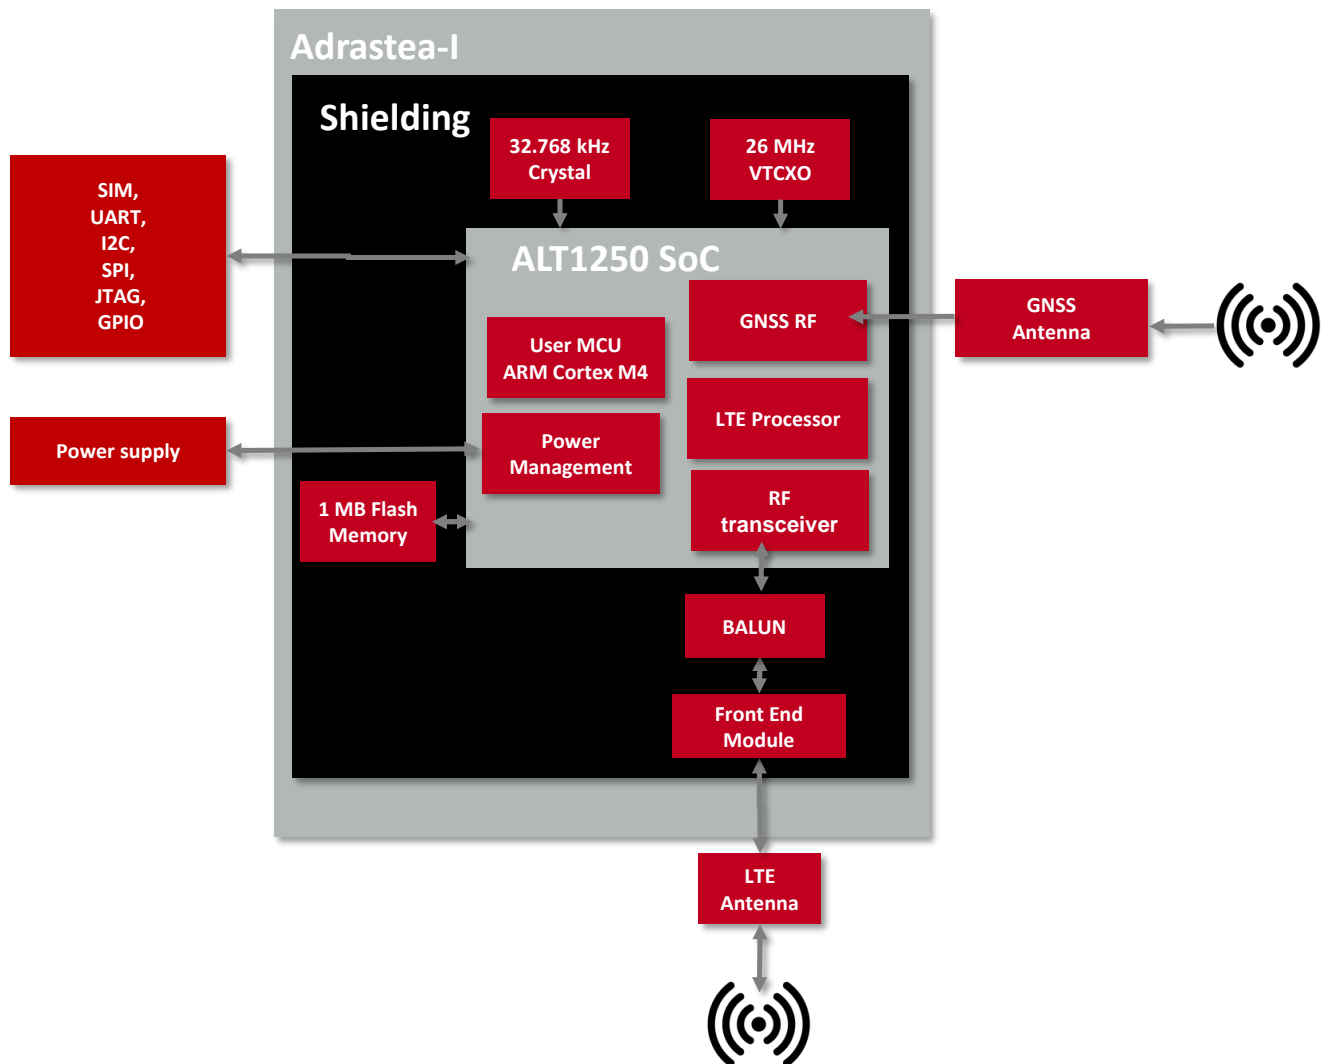 Adrastea-I
Shielding
32.768 kHz
Crystal
26 MHz
VTCXO
SIM,
UART,
I2C,
SPI,
JTAG,
GPIO
ALT1250 SoC
GNSS RF
GNSS
Antenna
User MCU
ARM Cortex M4
LTE Processor
Power supply
Power
Management
1 MB Flash
Memory
RF
transceiver
BALUN
Front End
Module
LTE
Antenna